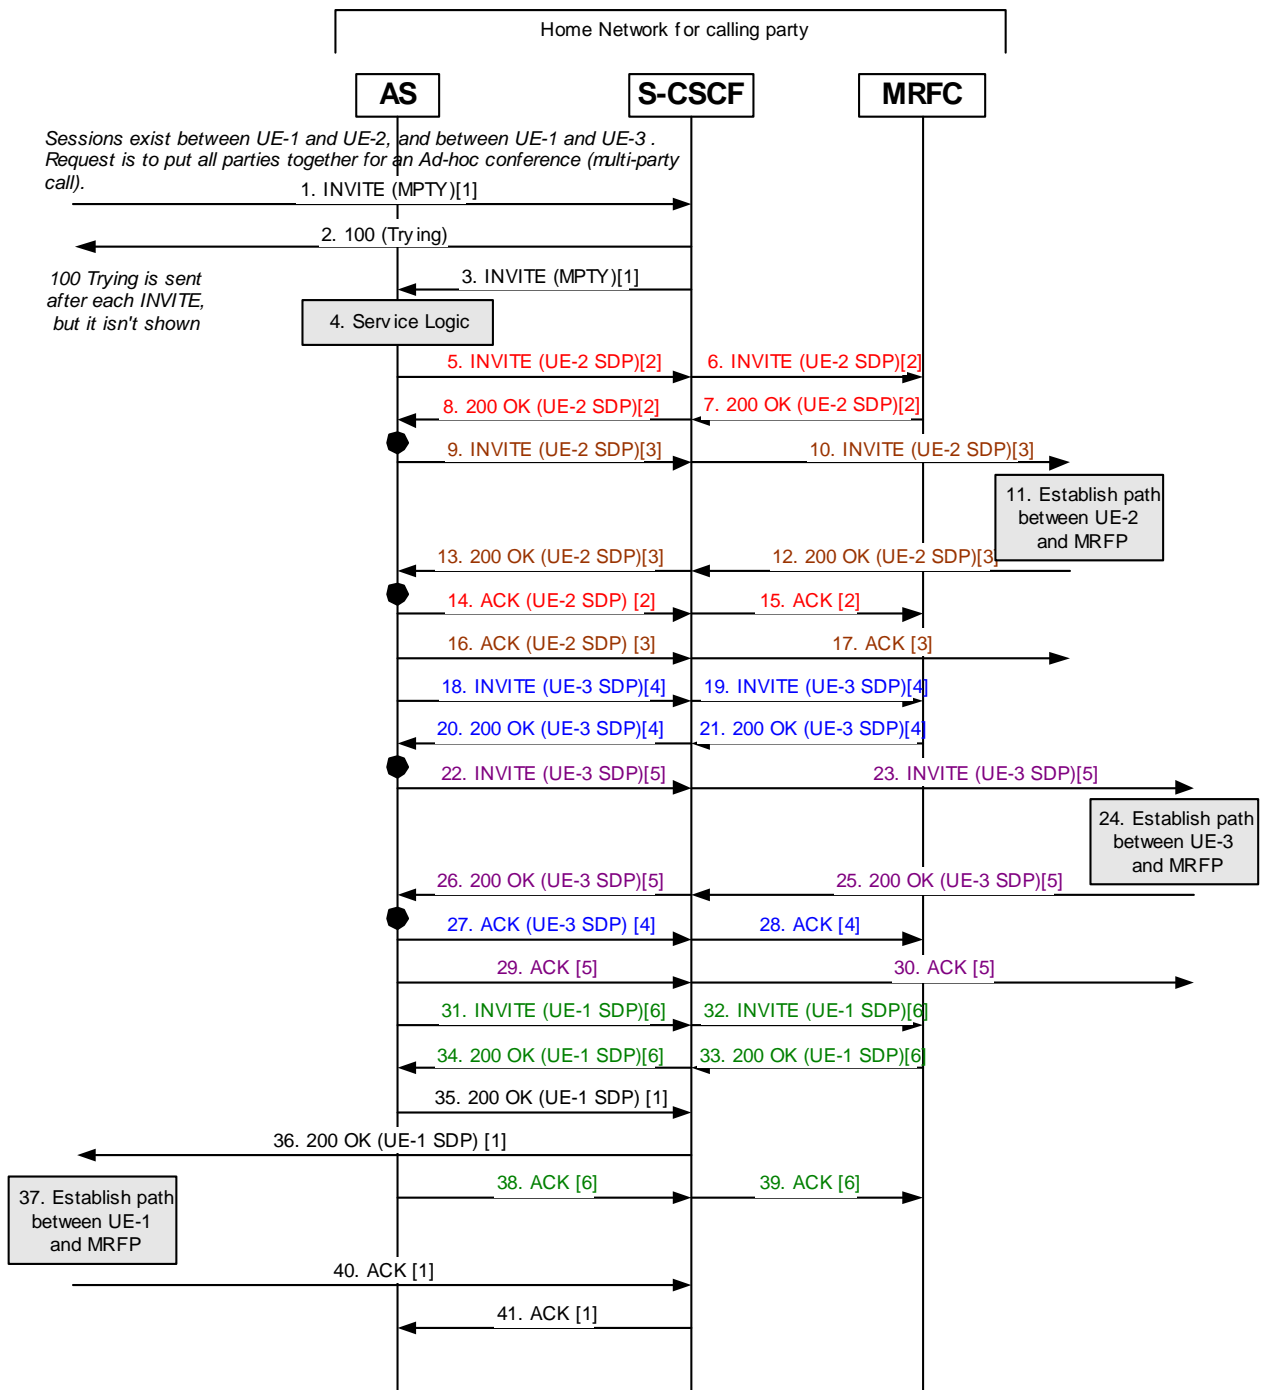 Home Network for calling party
AS
S-CSCF
MRFC
Sessions exist between UE-1 and UE-2, and between UE-1 and UE-3 .
Request is to put all parties together for an Ad-hoc conference (multi-party
call).
1. INVITE (MPTY)[1]
2. 100 (Trying)
100 Trying is sent
after each INVITE,
but it isn't shown
3. INVITE (MPTY)[1]
4. Service Logic
5. INVITE (UE-2 SDP)[2]
6. INVITE (UE-2 SDP)[2]
8. 200 OK (UE-2 SDP)[2]
7. 200 OK (UE-2 SDP)[2]
9. INVITE (UE-2 SDP)[3]
10. INVITE (UE-2 SDP)[3]
11. Establish path
between UE-2
and MRFP
13. 200 OK (UE-2 SDP)[3]
12. 200 OK (UE-2 SDP)[3]
14. ACK (UE-2 SDP) [2]
15. ACK [2]
16. ACK (UE-2 SDP) [3]
17. ACK [3]
18. INVITE (UE-3 SDP)[4]
19. INVITE (UE-3 SDP)[4]
20. 200 OK (UE-3 SDP)[4]
21. 200 OK (UE-3 SDP)[4]
22. INVITE (UE-3 SDP)[5]
23. INVITE (UE-3 SDP)[5]
24. Establish path
between UE-3
and MRFP
26. 200 OK (UE-3 SDP)[5]
25. 200 OK (UE-3 SDP)[5]
27. ACK (UE-3 SDP) [4]
28. ACK [4]
29. ACK [5]
30. ACK [5]
31. INVITE (UE-1 SDP)[6]
32. INVITE (UE-1 SDP)[6]
34. 200 OK (UE-1 SDP)[6]
33. 200 OK (UE-1 SDP)[6]
35. 200 OK (UE-1 SDP) [1]
36. 200 OK (UE-1 SDP) [1]
37. Establish path
between UE-1
and MRFP
38. ACK [6]
39. ACK [6]
40. ACK [1]
41. ACK [1]